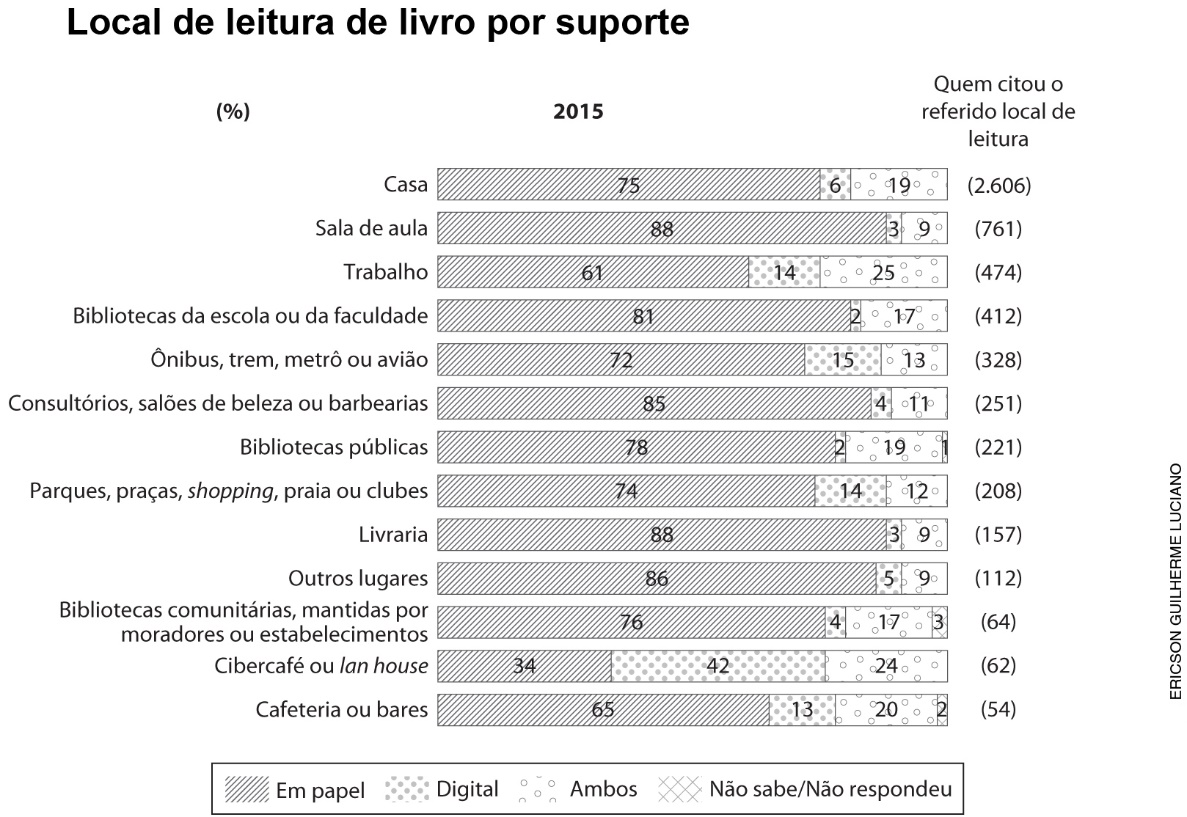 Local de leitura de livro por suporte
Quem citou o
(%) 2015 referido local de
leitura
Casa 75 6 19 (2.606)
Sala de aula 88 3 9 (761)
Trabalho 61 14 25 (474)
Bibliotecas da escola ou da faculdade 81 2 17 (412)
Ônibus, trem, metrô ou avião 72 15 13 (328)
Consultórios, salões de beleza ou barbearias 85 4 11 (251)
Bibliotecas públicas 78 2 19 1 (221)
Parques, praças, shopping, praia ou clubes 74 14 12 (208)
Livraria 88 3 9 (157)
Outros lugares 86 5 9 (112)
Bibliotecas comunitárias, mantidas por
moradores ou estabelecimentos 76 4 17 3 (64)
Cibercafé ou lan house 34 42 24 (62)
Cafeteria ou bares 65 13 20 2 (54)
Em papel Digital Ambos Não sabe/Não respondeu
ERICSON GUILHERME LUCIANO